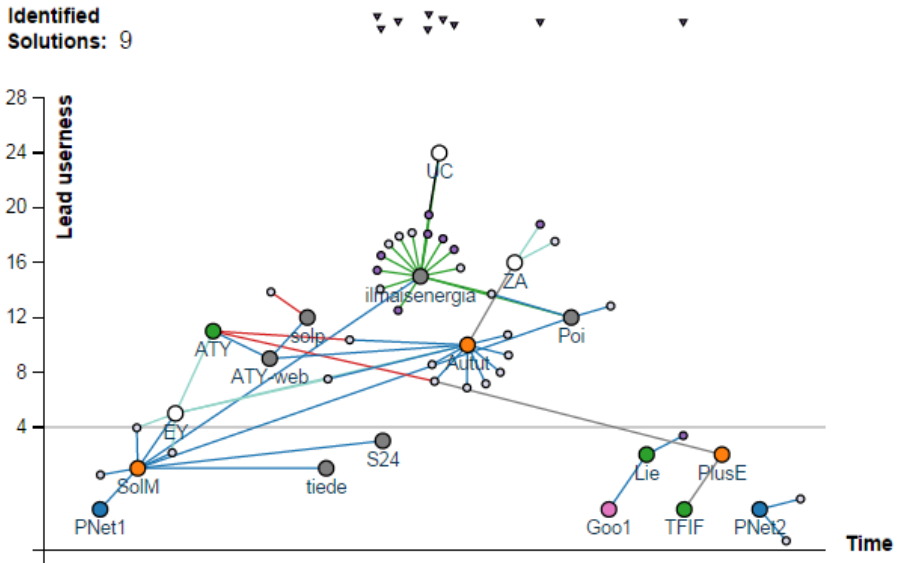 Identified
Solutions: 9
28
Lead userness
24
UC
20
16
ZA
ilmaisenergia
12
solp
Poi
ATY
8
ATY-web
Autut
4
EY
S24
SolM
tiede
Lie
PlusE
PNet1
Goo1
TFIF
PNet2
Time